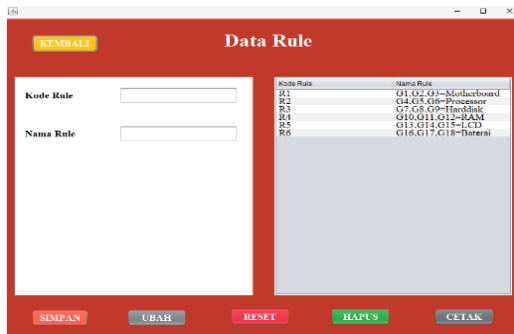 KEMBALI
Data Rule
Kode Rule
Nama Rule
Kode Rule Nama Rule
R1 G1,G2,G3=Motherboard
R2 G4,G5,G6=Processor
R3 G7,G8,G9=Harddisk
R4 G10,G11,G12=RAM
R5 G13,G14,G15=LCD
R6 G16,G17,G18=Baterai
SIMPAN
UBAH
RESET
HAPUS
CETAK